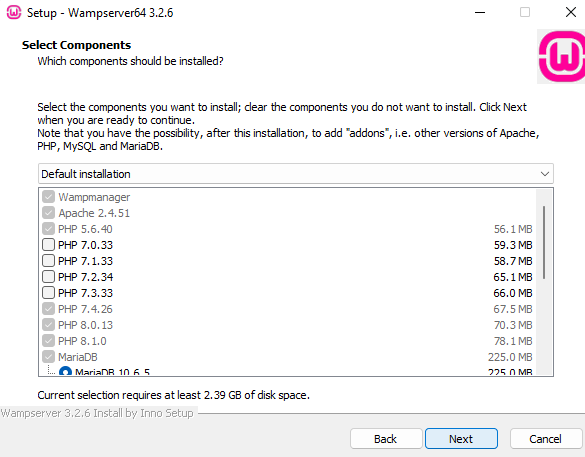 Setup - Wampserver64 3.2.6
Select Components
Which components should be installed?
Select the components you want to install; clear the components you do not want to install. Click Next
when you are ready to continue.
Note that you have the possibility, after this installation, to add "addons", i.e. other versions of Apache,
PHP, MySQL and MariaDB.
Default installation
Wampmanager
Apache 2.4.51
PHP 5.6.40 56.1 MB
PHP 7.0.33 59.3 MB
PHP 7.1.33 58.7 MB
PHP 7.2.34 65.1 MB
PHP 7.3.33 66.0 MB
PHP 7.4.26 67.5 MB
PHP 8.0.13 70.3 MB
PHP 8.1.0 78.1 MB
MariaDB 225.0 MB
MariaDB 10.6.5 225.0 MB
Current selection requires at least 2.39 GB of disk space.
Wampserver 3.2.6 Install by Inno Setup
Back Next Cancel